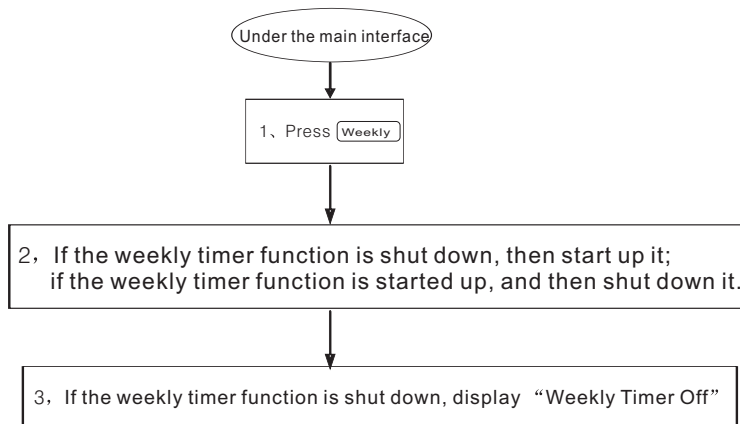 Under the main interface
1、Press Weekly
2，If the weekly timer function is shut down, then start up it;
if the weekly timer function is started up, and then shut down it.
3，If the weekly timer function is shut down, display “Weekly Timer Off”